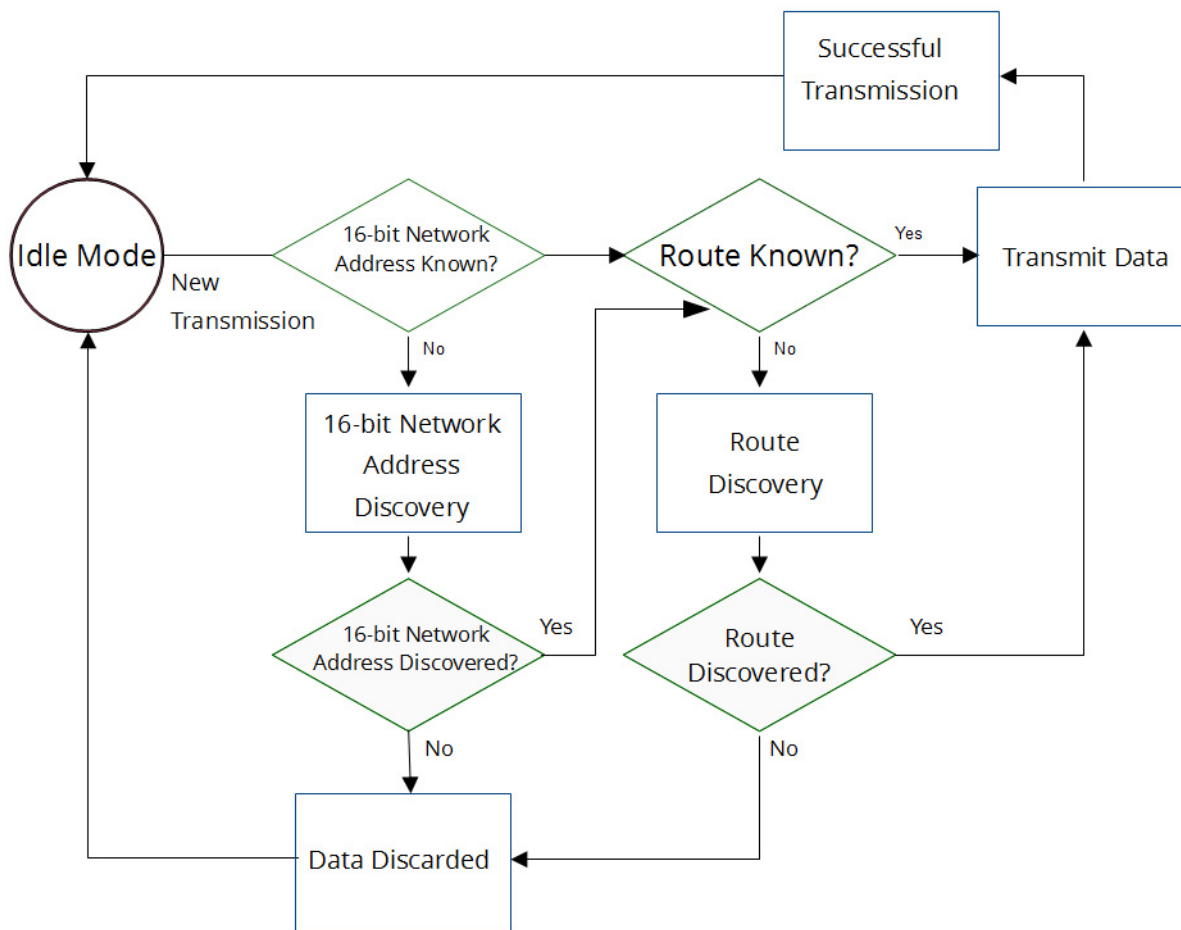 Successful
Transmission
Idle Mode
New
Transmission
16-bit Network
Address Known?
Route Known?
Yes
Transmit Data
No
No
16-bit Network
Address
Discovery
Route
Discovery
16-bit Network
Address Discovered?
Yes
Route
Discovered?
Yes
No
No
Data Discarded